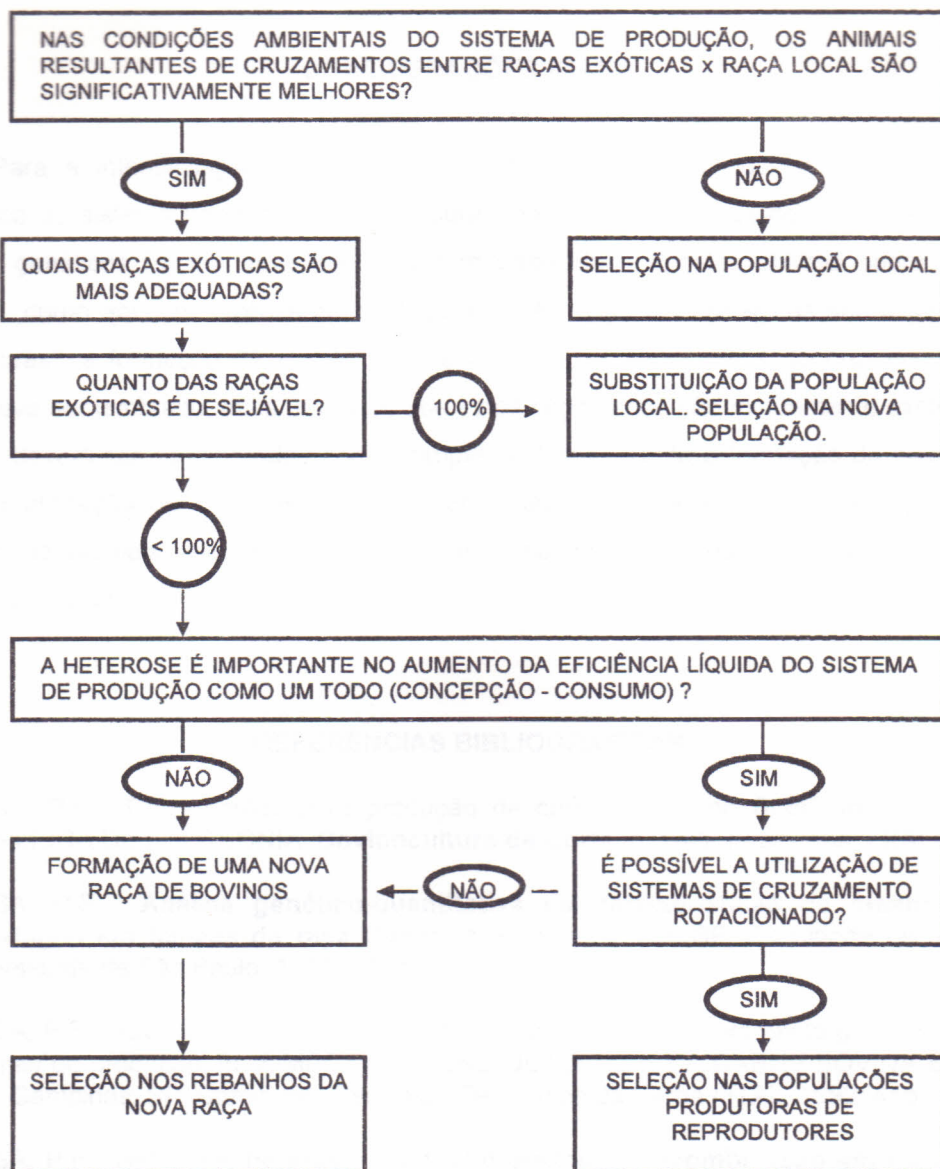 NAS CONDIÇÕES AMBIENTAIS DO SISTEMA DE PRODUÇÃO, OS ANIMAIS
RESULTANTES DE CRUZAMENTOS ENTRE RAÇAS EXÓTICAS x RAÇA LOCAL SÃO
SIGNIFICATIVAMENTE MELHORES?
SIM
NÃO
QUAIS RAÇAS EXÓTICAS SÃO
MAIS ADEQUADAS?
SELEÇÃO NA POPULAÇÃO LOCAL
QUANTO DAS RAÇAS
EXÓTICAS É DESEJÁVEL?
100%
SUBSTITUIÇÃO DA POPULAÇÃO
LOCAL. SELEÇÃO NA NOVA
POPULAÇÃO.
< 100%
A HETEROSE É IMPORTANTE NO AUMENTO DA EFICIÊNCIA LÍQUIDA DO SISTEMA
DE PRODUÇÃO COMO UM TODO (CONCEPÇÃO - CONSUMO) ?
NÃO
SIM
FORMAÇÃO DE UMA NOVA
RAÇA DE BOVINOS
NÃO
É POSSÍVEL A UTILIZAÇÃO DE
SISTEMAS DE CRUZAMENTO
ROTACIONADO?
SIM
SELEÇÃO NOS REBANHOS DA
NOVA RAÇA
SELEÇÃO NAS POPULAÇÕES
PRODUTORAS DE
REPRODUTORES